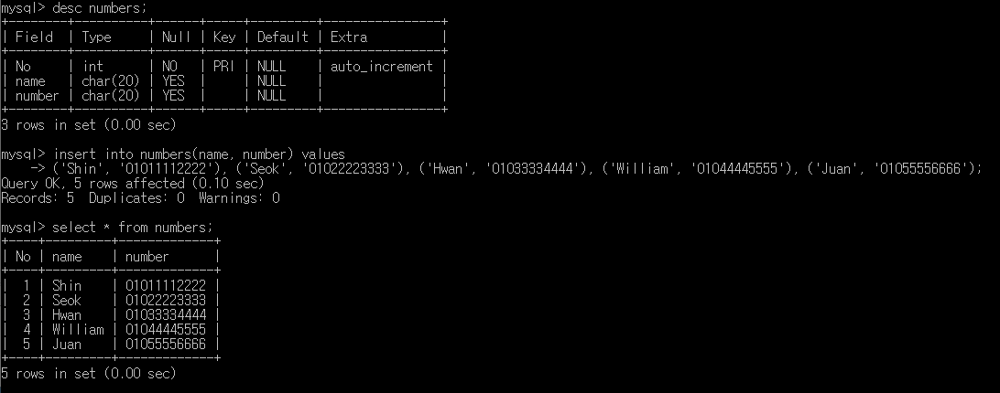 mysql> desc numbers;
+--------+----------+------+-----+---------+----------------+
| Field  | Type     | Null | Key | Default | Extra          |
+--------+----------+------+-----+---------+----------------+
| No     | int      | NO   | PRI | NULL    | auto_increment |
| name   | char(20) | YES  |     | NULL    |                |
| number | char(20) | YES  |     | NULL    |                |
+--------+----------+------+-----+---------+----------------+
3 rows in set (0.00 sec)
mysql> insert into numbers(name, number) values
    -> ('Shin', '01011112222'), ('Seok', '01022223333'), ('Hwan', '01033334444'), ('William', '01044445555'), ('Juan', '01055556666');
Query OK, 5 rows affected (0.10 sec)
Records: 5  Duplicates: 0  Warnings: 0
mysql> select * from numbers;
+----+---------+-------------+
| No | name    | number      |
+----+---------+-------------+
|  1 | Shin    | 01011112222 |
|  2 | Seok    | 01022223333 |
|  3 | Hwan    | 01033334444 |
|  4 | William | 01044445555 |
|  5 | Juan    | 01055556666 |
+----+---------+-------------+
5 rows in set (0.00 sec)